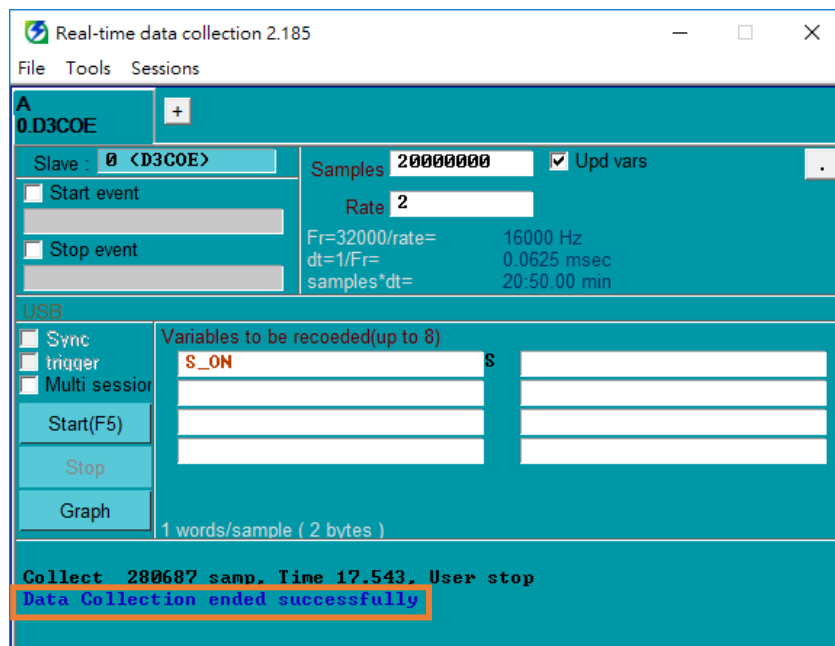 Real-time data collection 2.185
File Tools Sessions
A
0.D3COE
+
Slave : 0 (D3COE)
Samples 20000000
Upd vars
.
Start event
Rate 2
Stop event
Fr=32000/rate= 16000 Hz
dt=1/Fr= 0.0625 msec
samples*dt= 20:50.00 min
USB
Sync
trigger
Multi session
Variables to be recoeded(up to 8)
S_ON S
Start(F5)
Stop
Graph
1 words/sample ( 2 bytes )
Collect 280687 samp, Time 17.543, User stop
Data Collection ended successfully